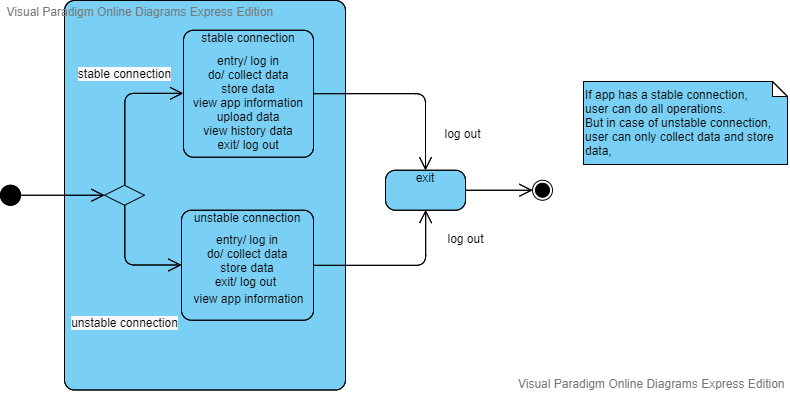 Visual Paradigm Online Diagrams Express Edition
stable connection
entry/ log in
do/ collect data
store data
view app information
upload data
view history data
exit/ log out
stable connection
If app has a stable connection,
user can do all operations.
But in case of unstable connection,
user can only collect data and store
data,
log out
exit
unstable connection
entry/ log in
do/ collect data
store data
exit/ log out
view app information
log out
unstable connection
Visual Paradigm Online Diagrams Express Edition